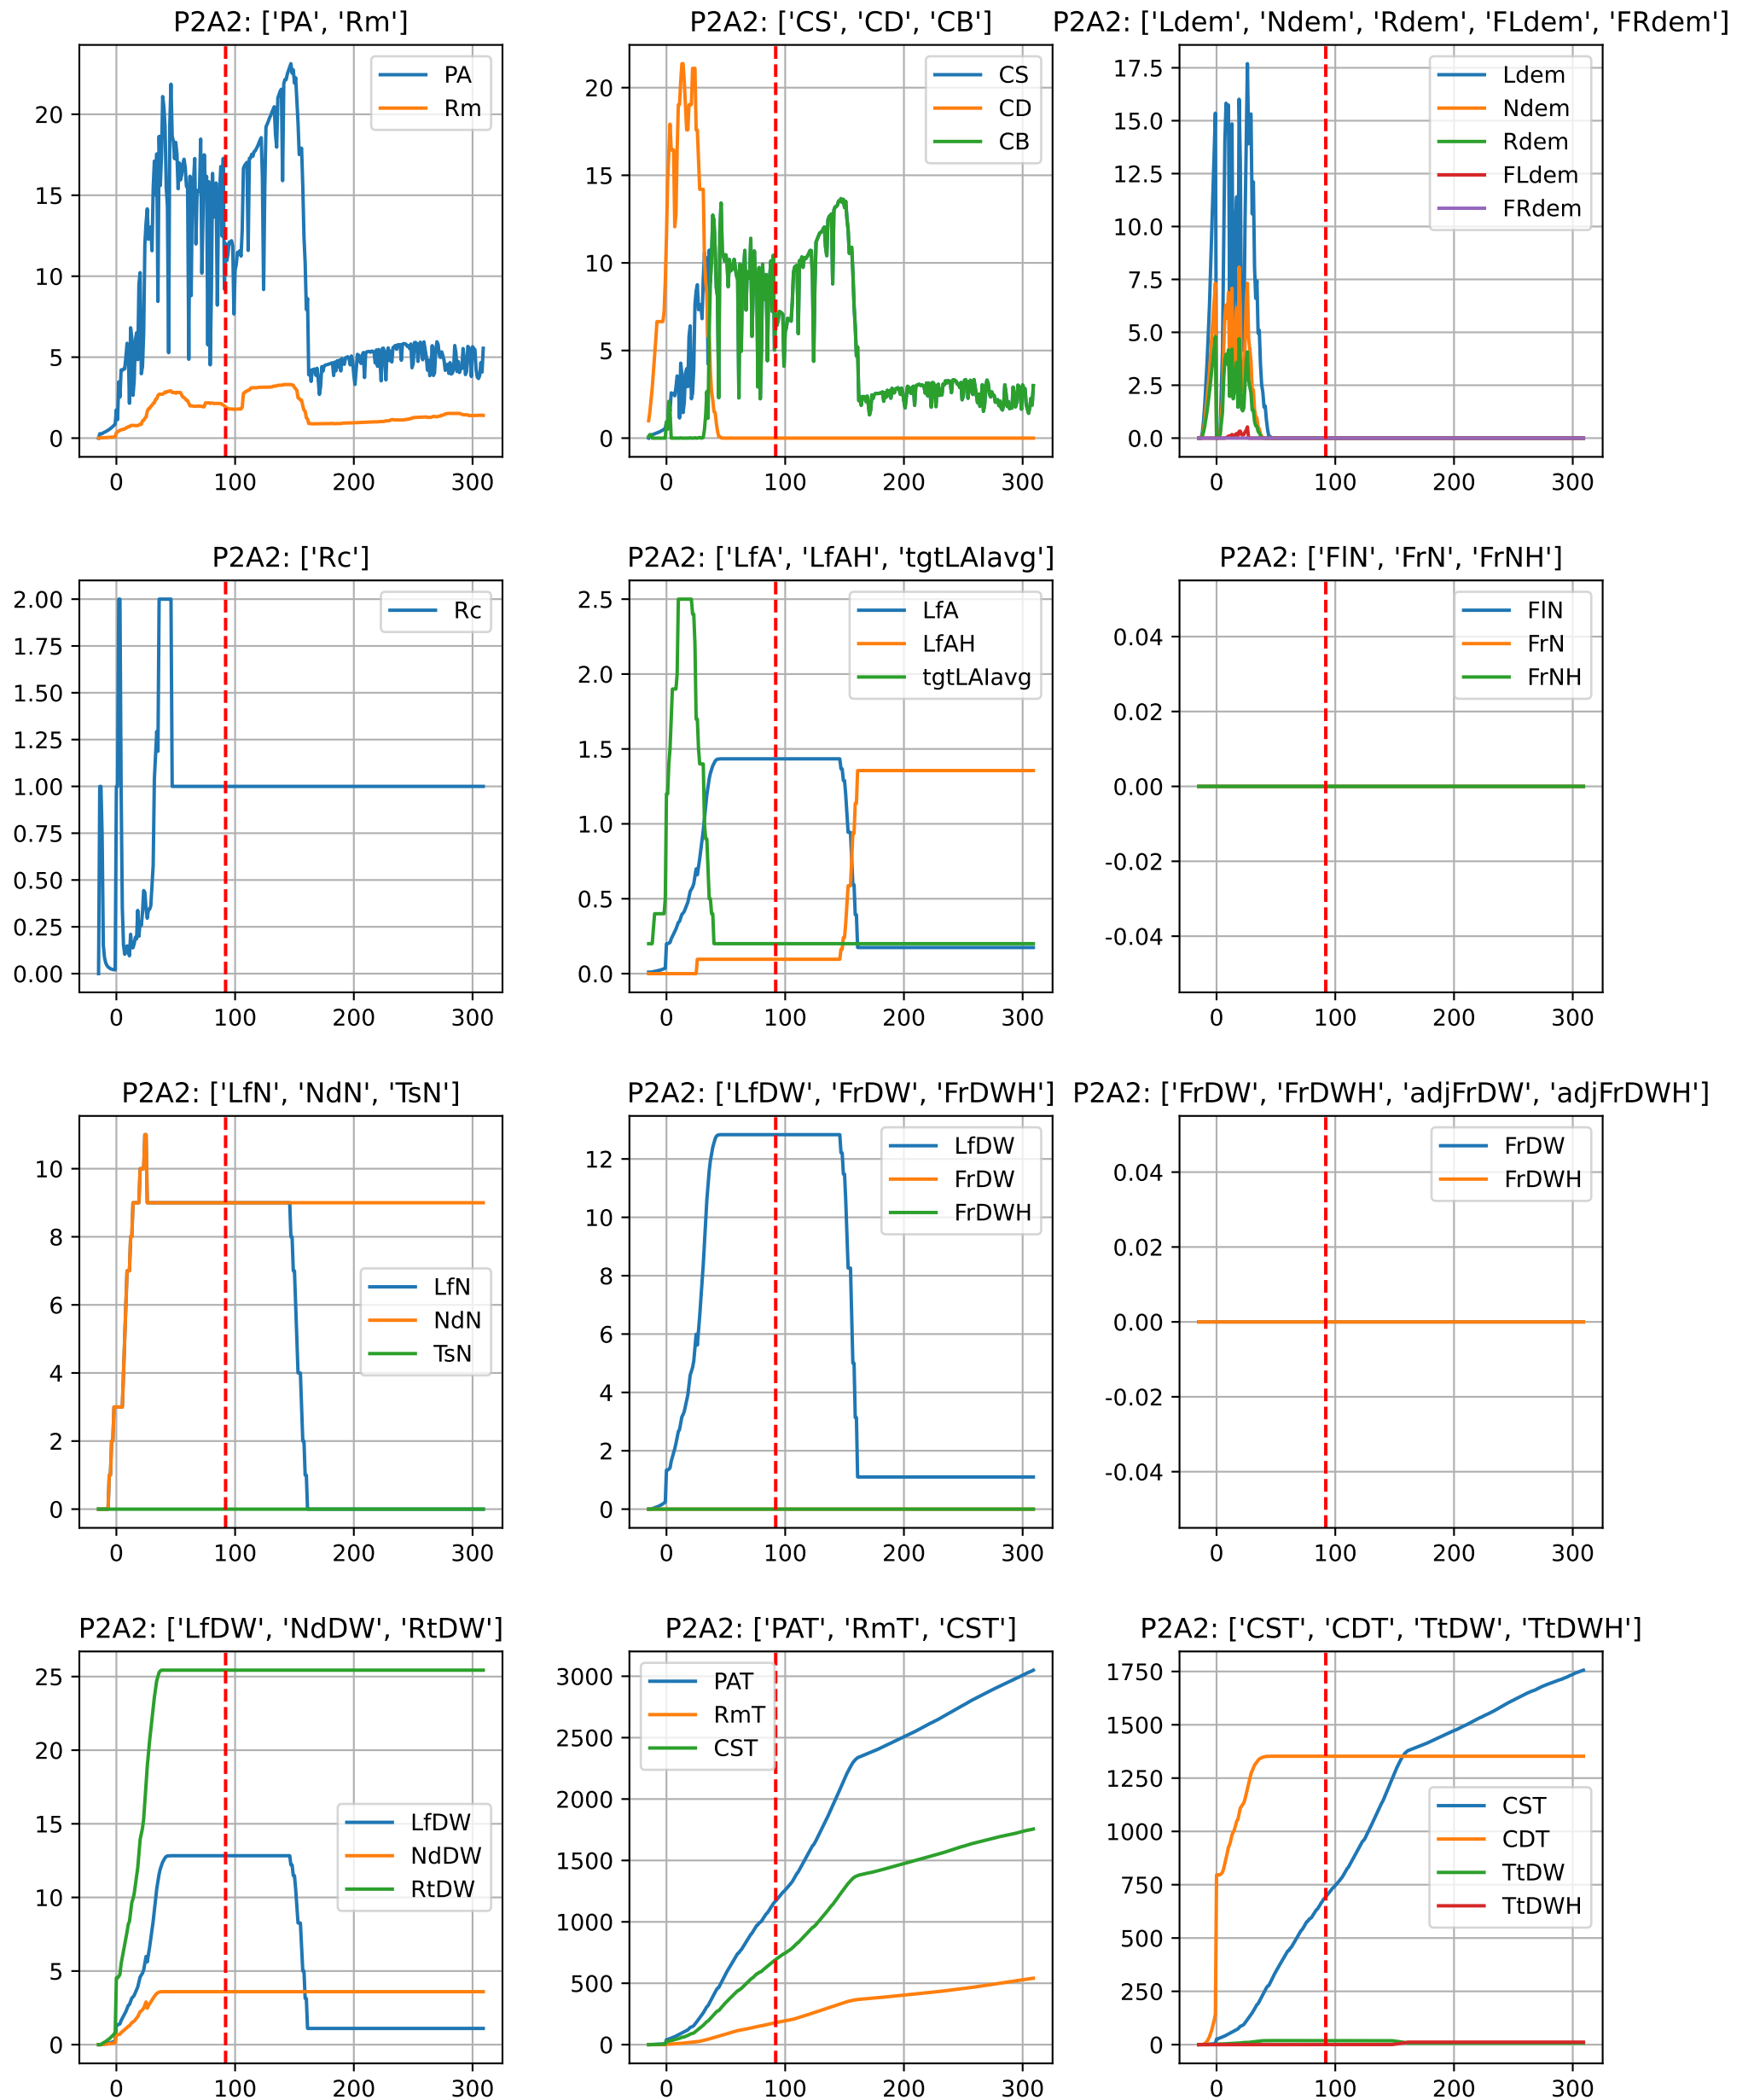 P2A2: ['PA', 'Rm']
PA
Rm
20
15
10
5
0
0 100 200 300
P2A2: ['CS', 'CD', 'CB']
CS
CD
CB
20
15
10
5
0
0 100 200 300
P2A2: ['Ldem', 'Ndem', 'Rdem', 'FLdem', 'FRdem']
Ldem
Ndem
Rdem
FLdem
FRdem
17.5
15.0
12.5
10.0
7.5
5.0
2.5
0.0
0 100 200 300
P2A2: ['Rc']
Rc
2.00
1.75
1.50
1.25
1.00
0.75
0.50
0.25
0.00
0 100 200 300
P2A2: ['LfA', 'LfAH', 'tgtLAIavg']
LfA
LfAH
tgtLAIavg
2.5
2.0
1.5
1.0
0.5
0.0
0 100 200 300
P2A2: ['FlN', 'FrN', 'FrNH']
FlN
FrN
FrNH
0.04
0.02
0.00
-0.02
-0.04
0 100 200 300
P2A2: ['LfN', 'NdN', 'TsN']
LfN
NdN
TsN
10
8
6
4
2
0
0 100 200 300
P2A2: ['LfDW', 'FrDW', 'FrDWH']
LfDW
FrDW
FrDWH
12
10
8
6
4
2
0
0 100 200 300
P2A2: ['FrDW', 'FrDWH', 'adjFrDW', 'adjFrDWH']
FrDW
FrDWH
0.04
0.02
0.00
-0.02
-0.04
0 100 200 300
P2A2: ['LfDW', 'NdDW', 'RtDW']
LfDW
NdDW
RtDW
25
20
15
10
5
0
0 100 200 300
P2A2: ['PAT', 'RmT', 'CST']
PAT
RmT
CST
3000
2500
2000
1500
1000
500
0
0 100 200 300
P2A2: ['CST', 'CDT', 'TtDW', 'TtDWH']
CST
CDT
TtDW
TtDWH
1750
1500
1250
1000
750
500
250
0
0 100 200 300